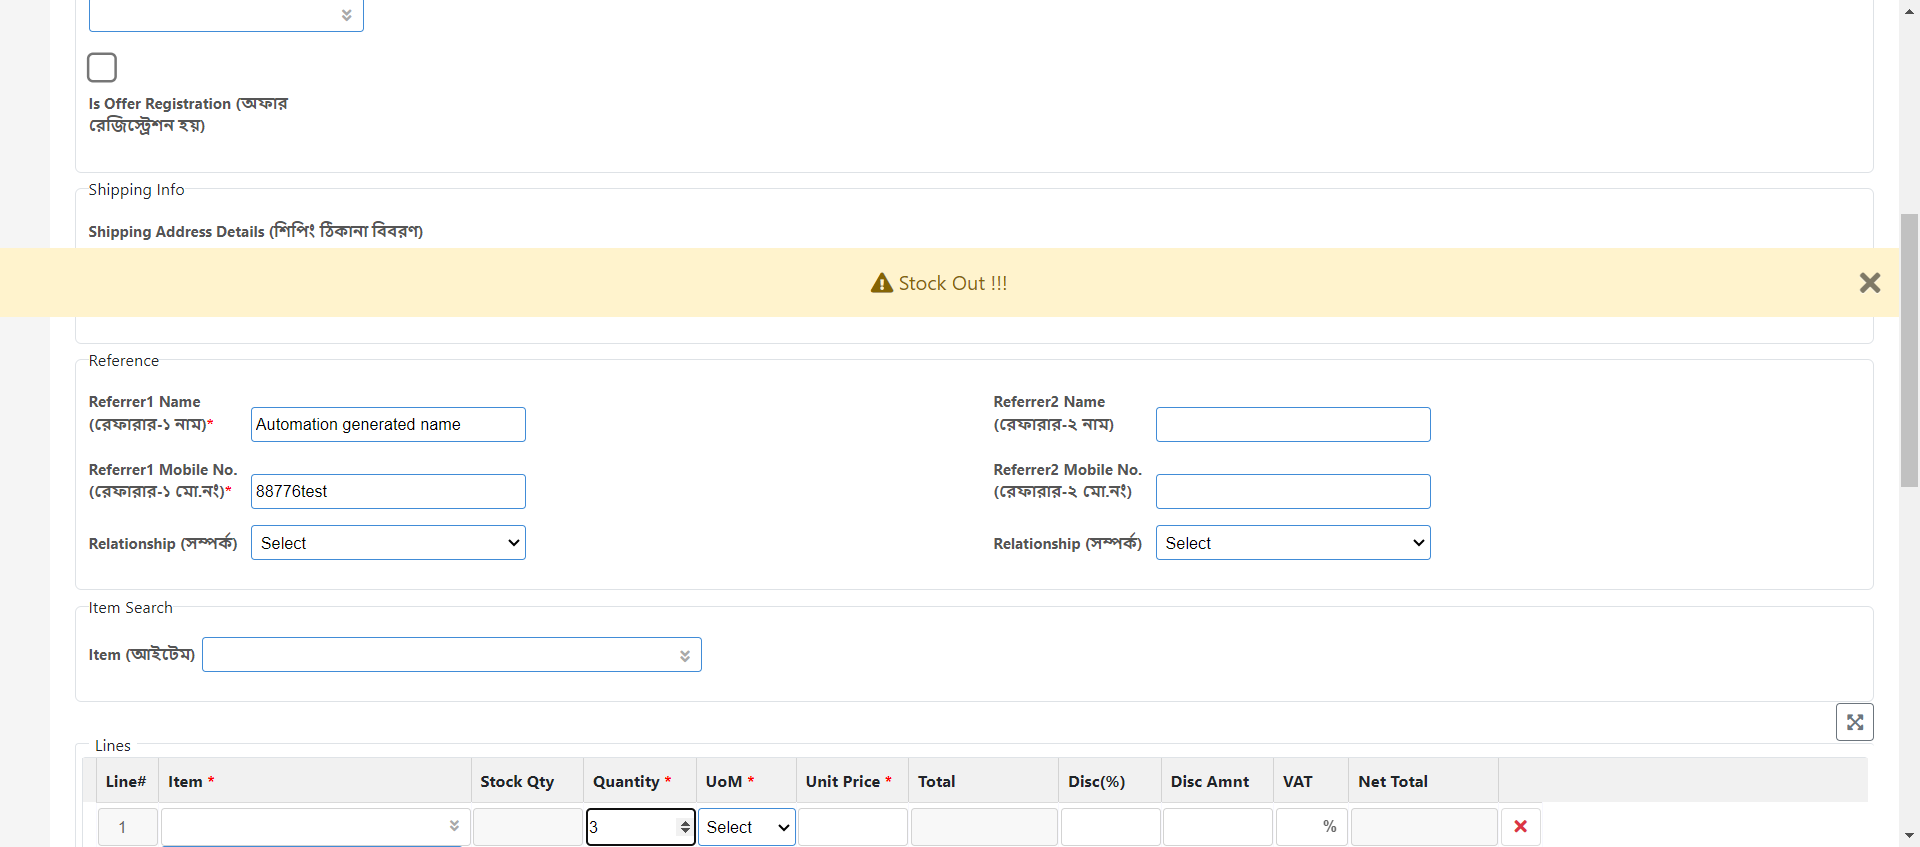 Is Offer Registration (অফার
রেজিস্ট্রেশন হয়)
Shipping Info
Shipping Address Details (শিপিং ঠিকানা বিবরণ)
Stock Out !!!
Reference
Referrer1 Name
(রেফারার-১ নাম)*
Automation generated name
Referrer2 Name
(রেফারার-২ নাম)
Referrer1 Mobile No.
(রেফারার-১ মো.নং)*
88776test
Referrer2 Mobile No.
(রেফারার-২ মো.নং)
Relationship (সম্পর্ক)
Select
Relationship (সম্পর্ক)
Select
Item Search
Item (আইটেম)
Lines
Line# Item * Stock Qty Quantity * UoM * Unit Price * Total Disc(%) Disc Amnt VAT Net Total
1 3 Select %